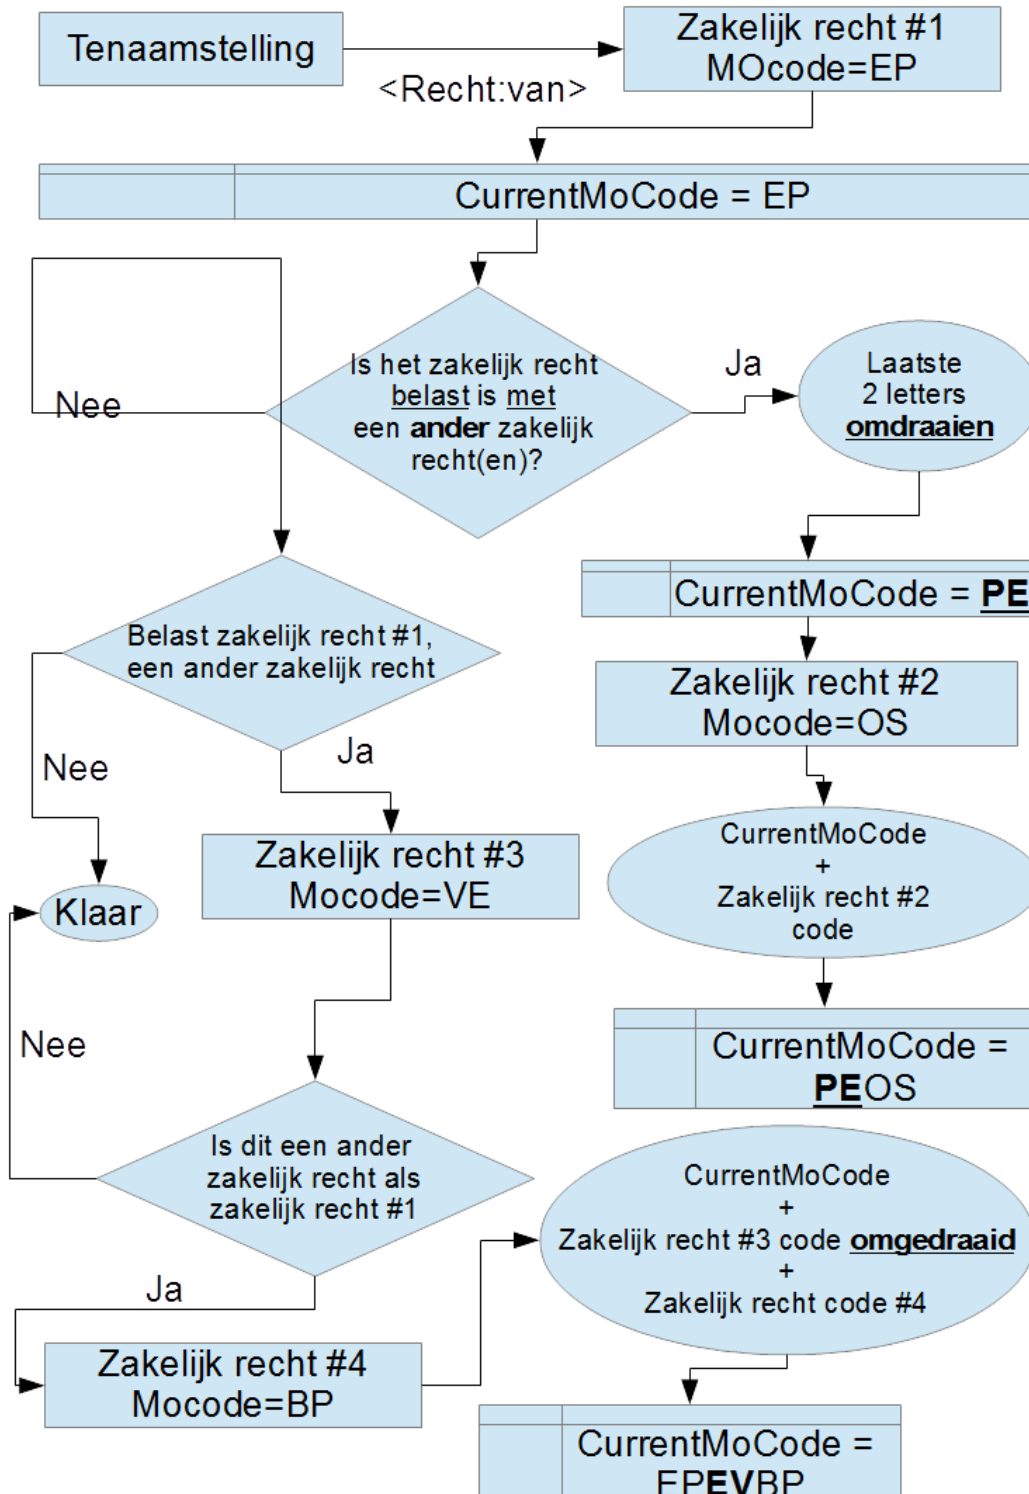 Tenaamstelling
Zakelijk recht #1
MOcode=EP
<Recht:van>
CurrentMoCode = EP
Is het zakelijk recht
belast is met
een ander zakelijk
recht(en)?
Nee
Ja
Laatste
2 letters
omdraaien
CurrentMoCode = PE
Belast zakelijk recht #1,
een ander zakelijk recht
Zakelijk recht #2
Mocode=OS
Nee
Ja
Zakelijk recht #3
Mocode=VE
CurrentMoCode
+
Zakelijk recht #2
code
Klaar
Nee
CurrentMoCode =
PEOS
Is dit een ander
zakelijk recht als
zakelijk recht #1
CurrentMoCode
+
Zakelijk recht #3 code omgedraaid
+
Zakelijk recht code #4
Ja
Zakelijk recht #4
Mocode=BP
CurrentMoCode =
EPEVBP